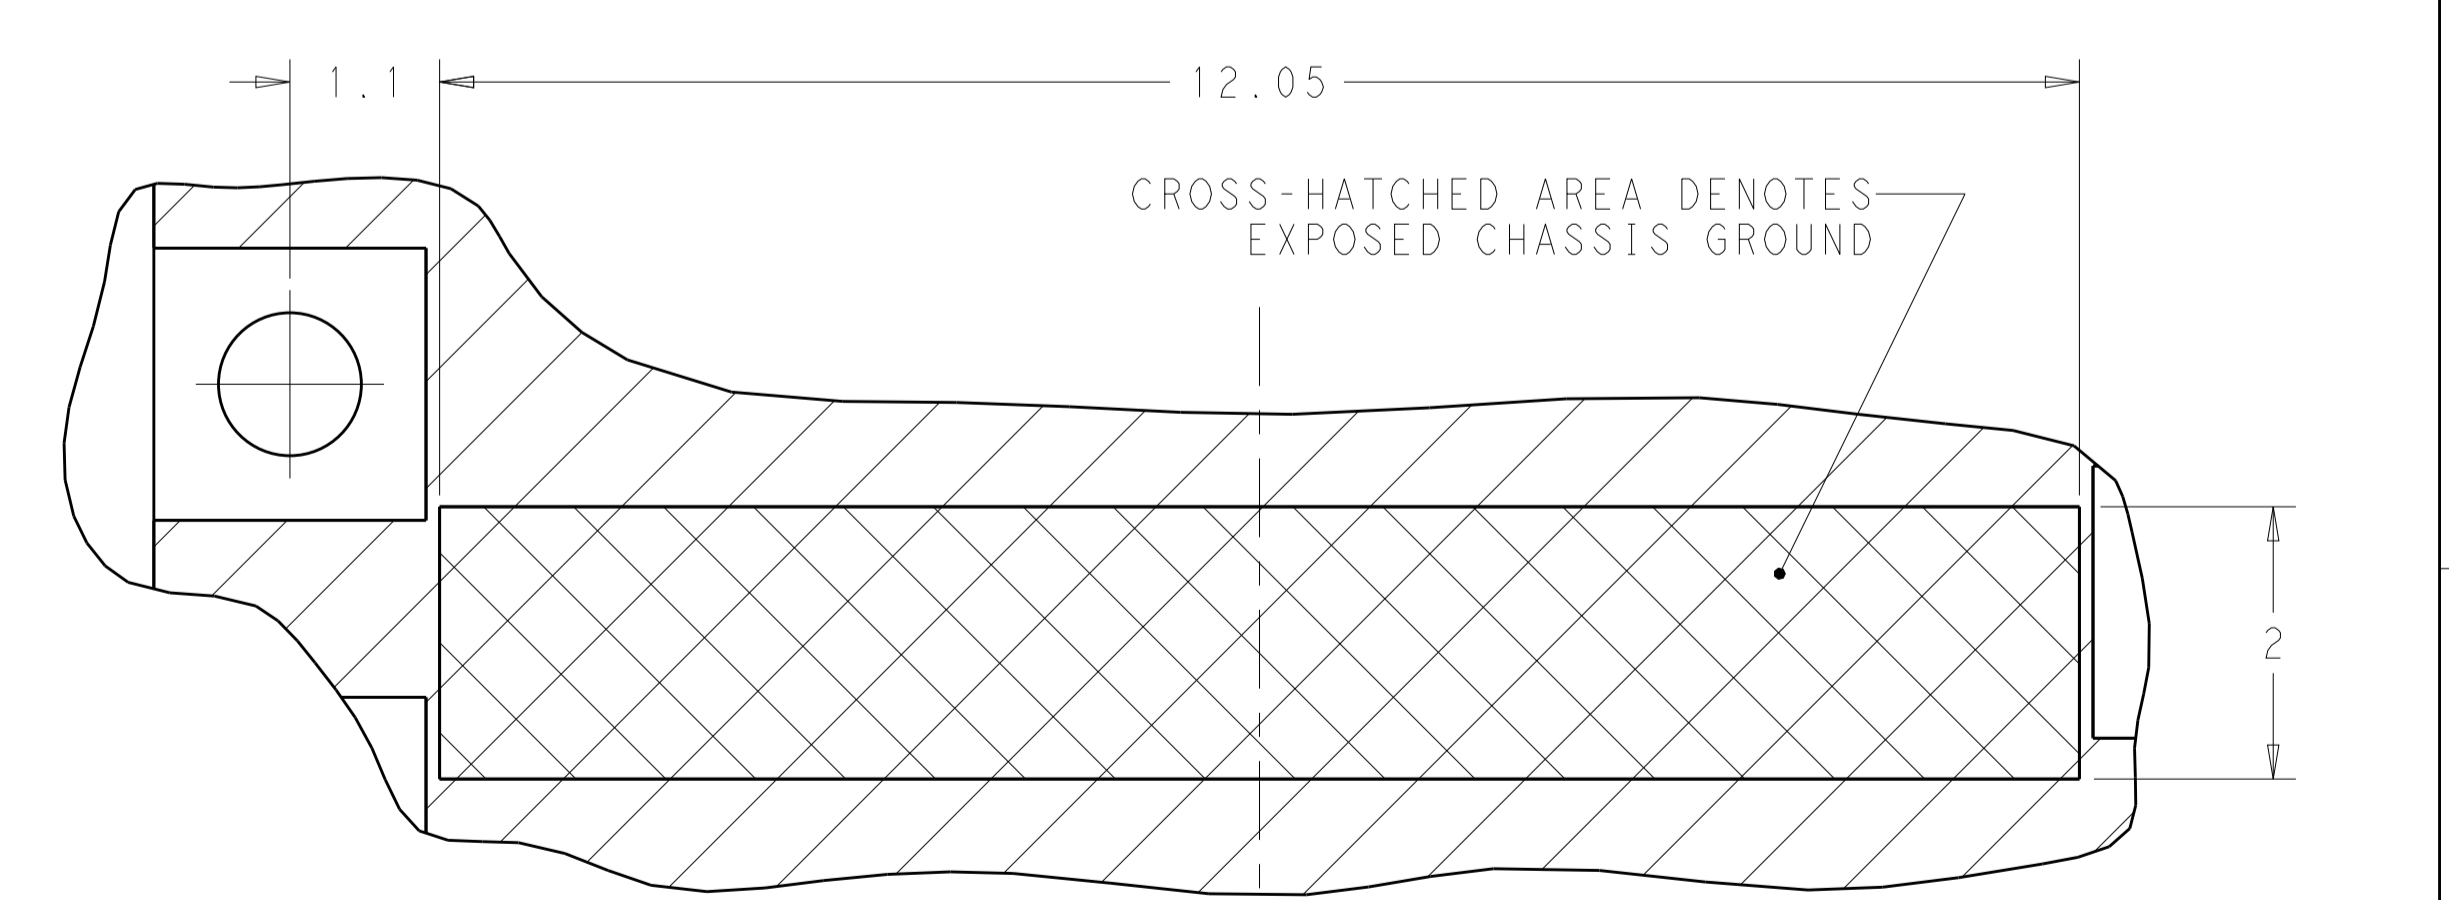 1.1
12.05
CROSS-HATCHED AREA DENOTES
EXPOSED CHASSIS GROUND
2